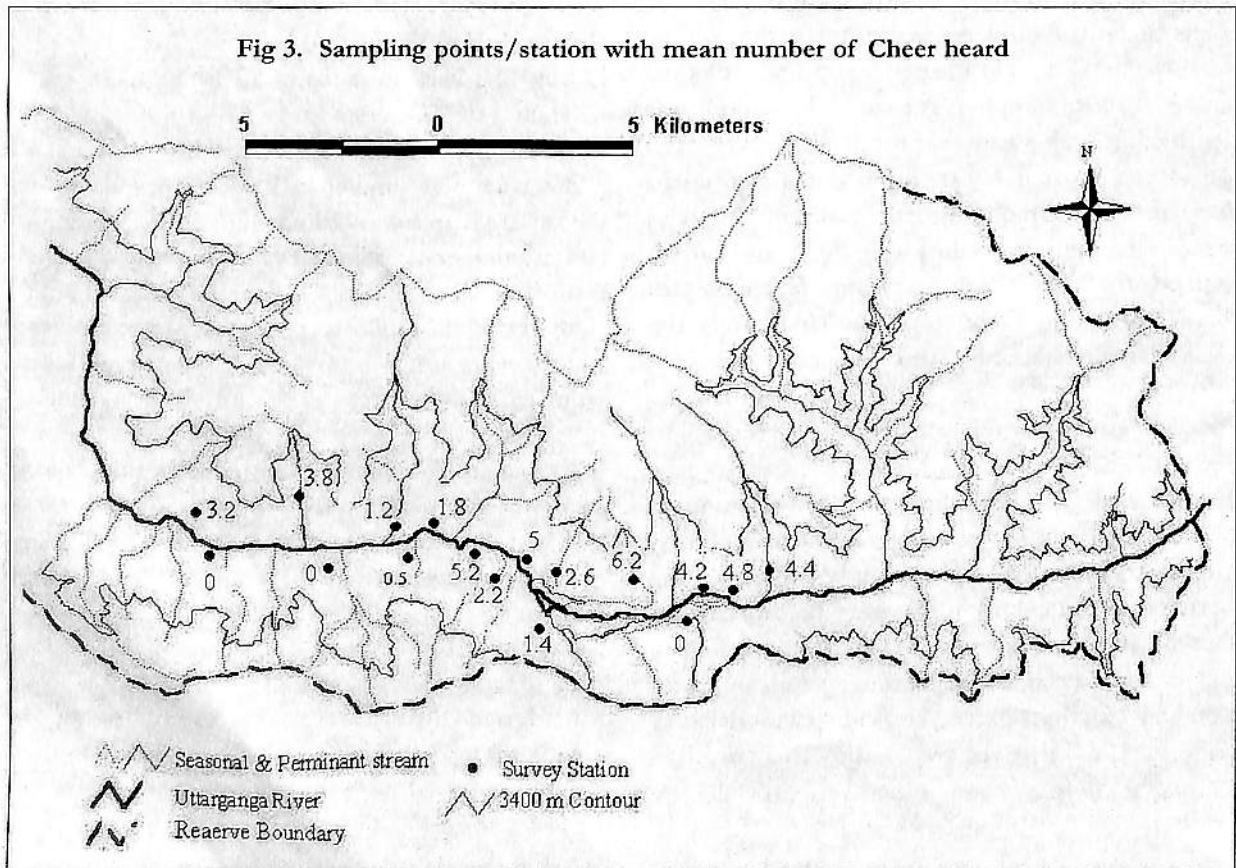 Fig 3. Sampling points/station with mean number of Cheer heard
5 0 5 Kilometers
N
3.8
3.2
1.2
1.8
5
6.2
0
0
0.5
5.2
2.2
2.6
4.2
4.8
4.4
1.4
0
Seasonal & Perminant stream
Survey Station
Uttarganga River
3400 m Contour
Reaerve Boundary